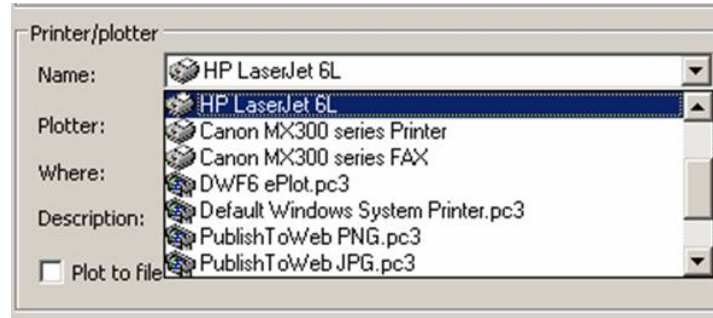 Printer/plotter
Name: HP LaserJet 6L
HP LaserJet 6L
Plotter: Canon MX300 series Printer
Canon MX300 series FAX
Where: DWF6 ePlot.pc3
Description: Default Windows System Printer.pc3
PublishToWeb PNG.pc3
Plot to file PublishToWeb JPG.pc3